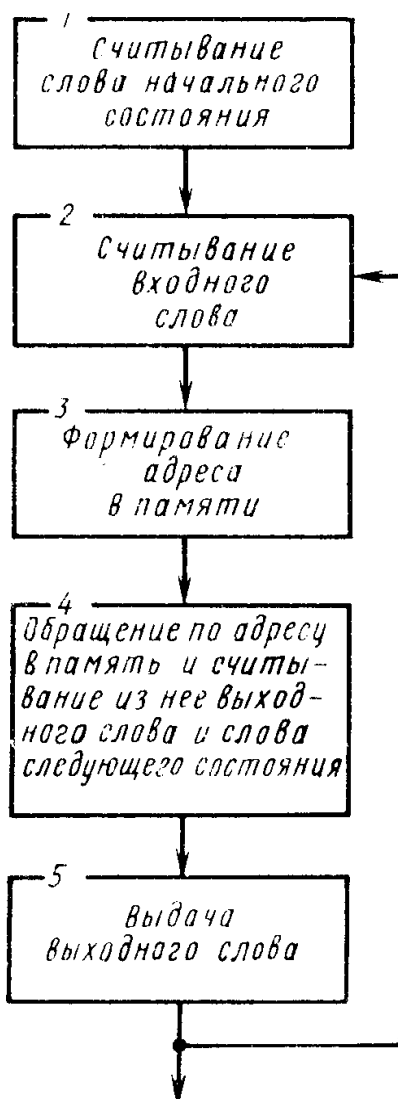 1
Считывание
слова начального
состояния
2
Считывание
входного
слова
3
Формирование
адреса
в памяти
4
Обращение по адресу
в память и считы-
вание из нее выход-
ного слова и слова
следующего состояния
5
Выдача
выходного слова